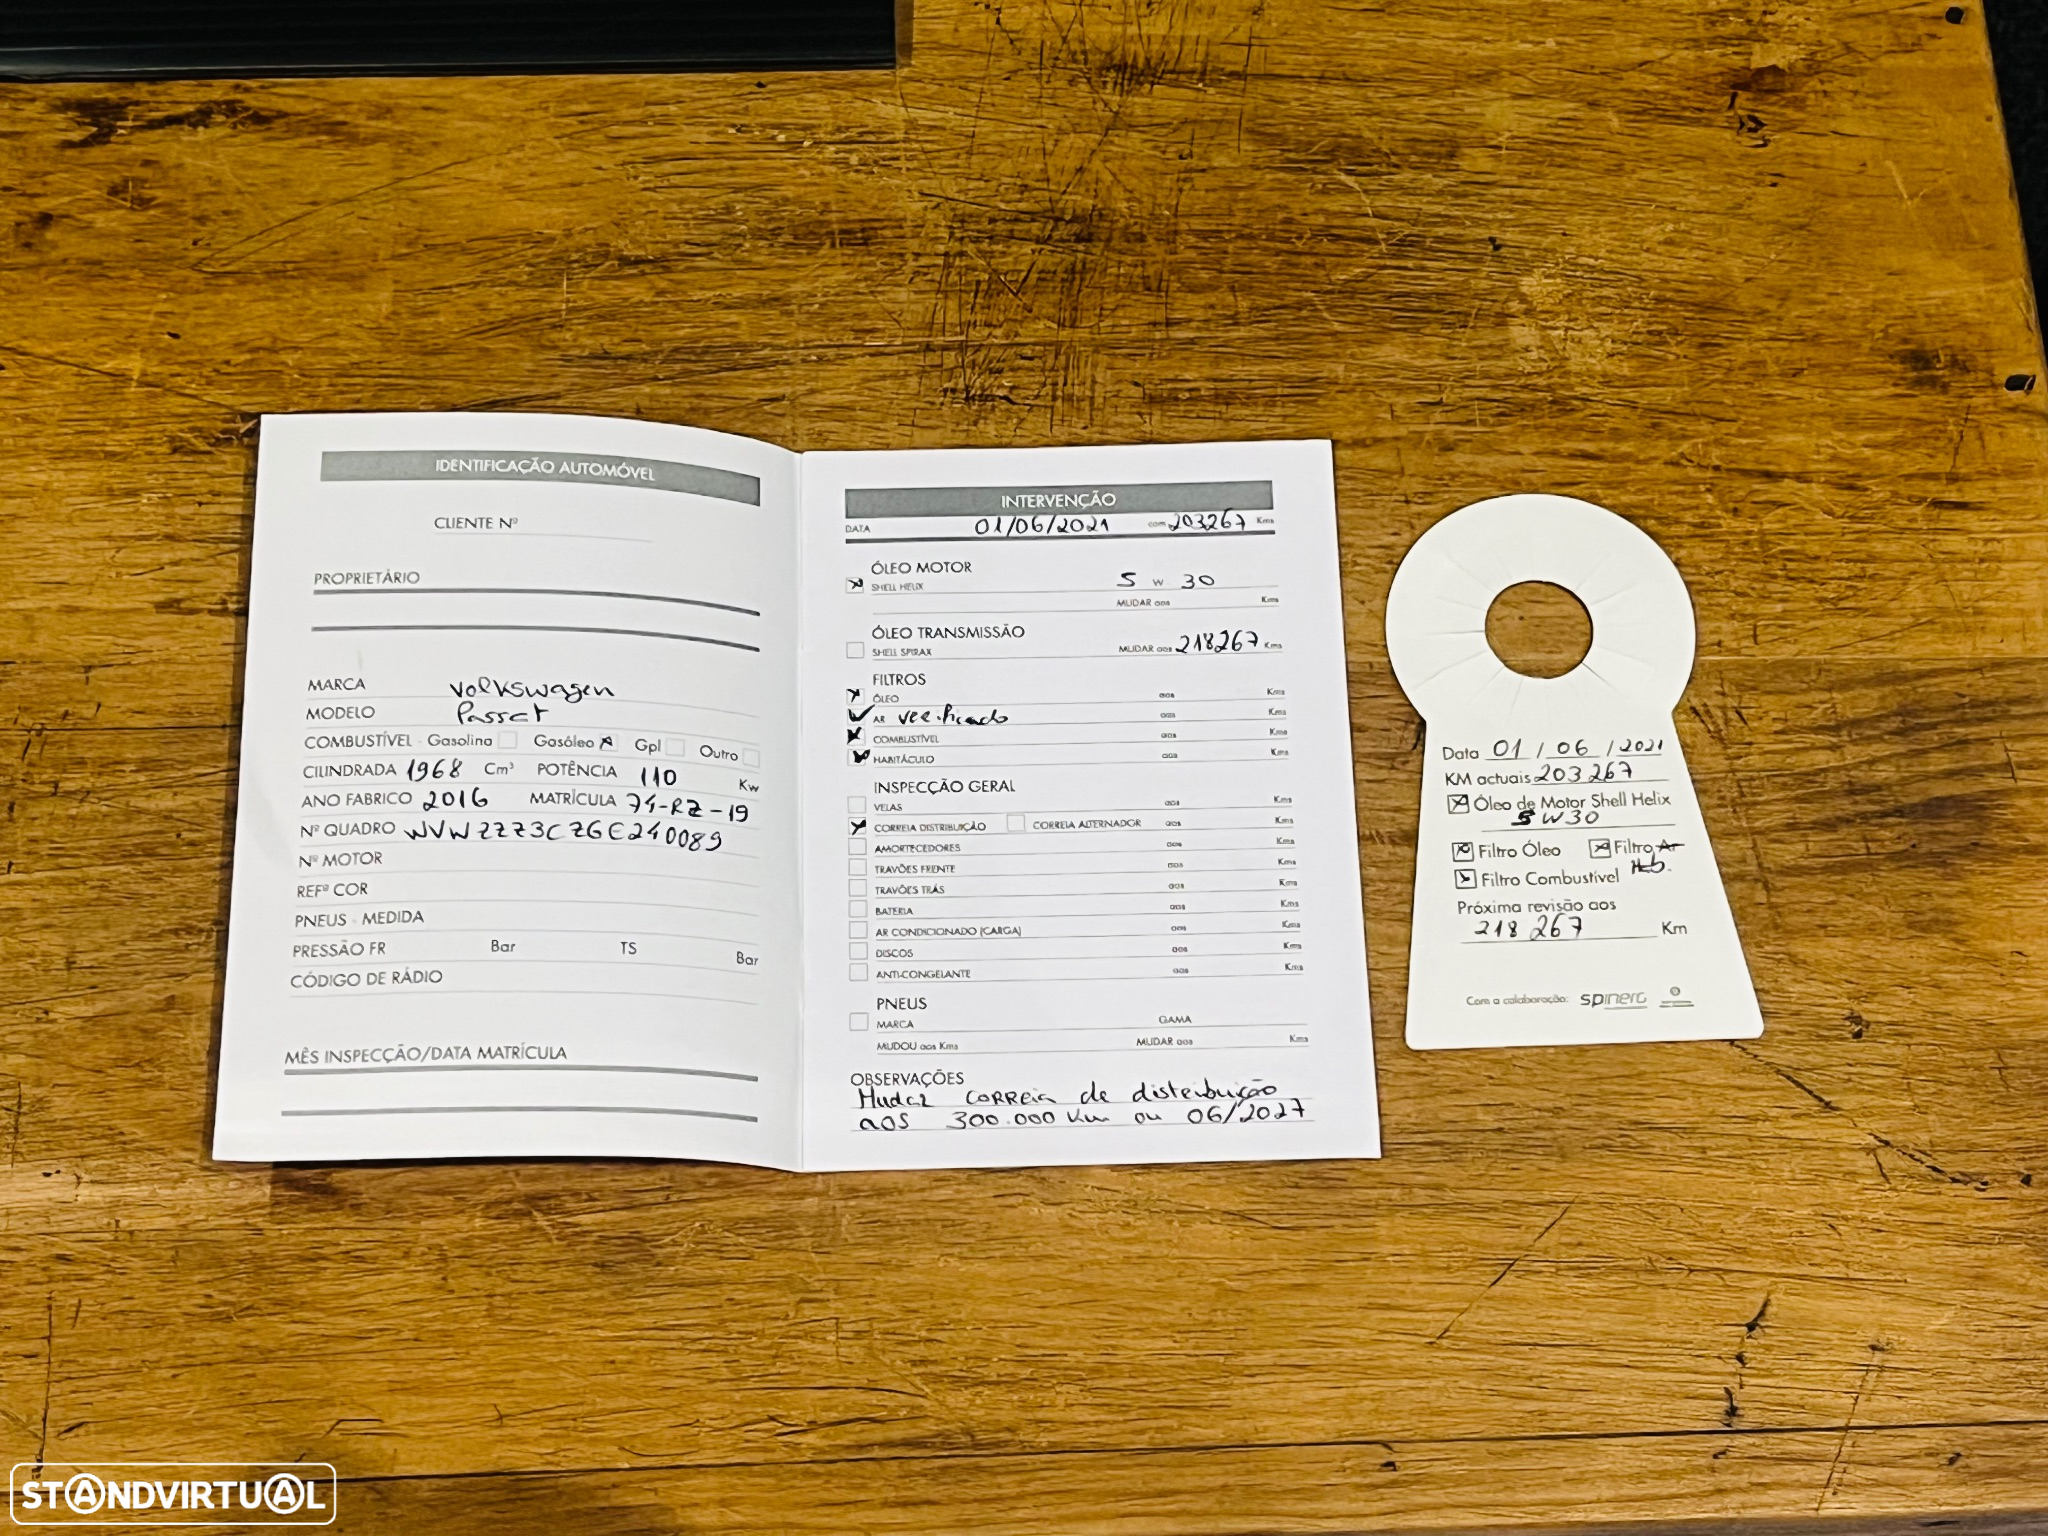 IDENTIFICAÇÃO AUTOMÓVEL
CLIENTE Nº
PROPRIETÁRIO
MARCA Volkswagen
MODELO Passat
COMBUSTÍVEL - Gasolina Gasóleo Gpl Outro
CILINDRADA 1968 Cm³ POTÊNCIA 110 Kw
ANO FABRICO 2016 MATRÍCULA 74-RZ-19
Nº QUADRO WVWZZZ3CZGE240089
Nº MOTOR
REFª COR
PNEUS - MEDIDA
PRESSÃO FR Bar TS Bar
CÓDIGO DE RÁDIO
MÊS INSPECÇÃO/DATA MATRÍCULA
INTERVENÇÃO
DATA 01/06/2021 com 203267 Kms
ÓLEO MOTOR
SHELL HELIX 5 W 30
MUDAR aos Kms
ÓLEO TRANSMISSÃO
SHELL SPIRAX MUDAR aos 218267 Kms
FILTROS
ÓLEO aos Kms
AR verificado aos Kms
COMBUSTÍVEL aos Kms
HABITÁCULO aos Kms
INSPECÇÃO GERAL
VELAS aos Kms
CORREIA DISTRIBUIÇÃO CORREIA ALTERNADOR aos Kms
AMORTECEDORES aos Kms
TRAVÕES FRENTE aos Kms
TRAVÕES TRÁS aos Kms
BATERIA aos Kms
AR CONDICIONADO (CARGA) aos Kms
DISCOS aos Kms
ANTI-CONGELANTE aos Kms
PNEUS
MARCA GAMA
MUDOU aos Kms MUDAR aos Kms
OBSERVAÇÕES
Mudar CORREIA de distribuição
aos 300.000 Km ou 06/2027
Data 01 / 06 / 2021
KM actuais 203 267
Óleo de Motor Shell Helix
5W30
Filtro Óleo Filtro Ar
Hab.
Filtro Combustível
Próxima revisão aos
218 267 Km
Com a colaboração: spinerg
STANDVIRTUAL